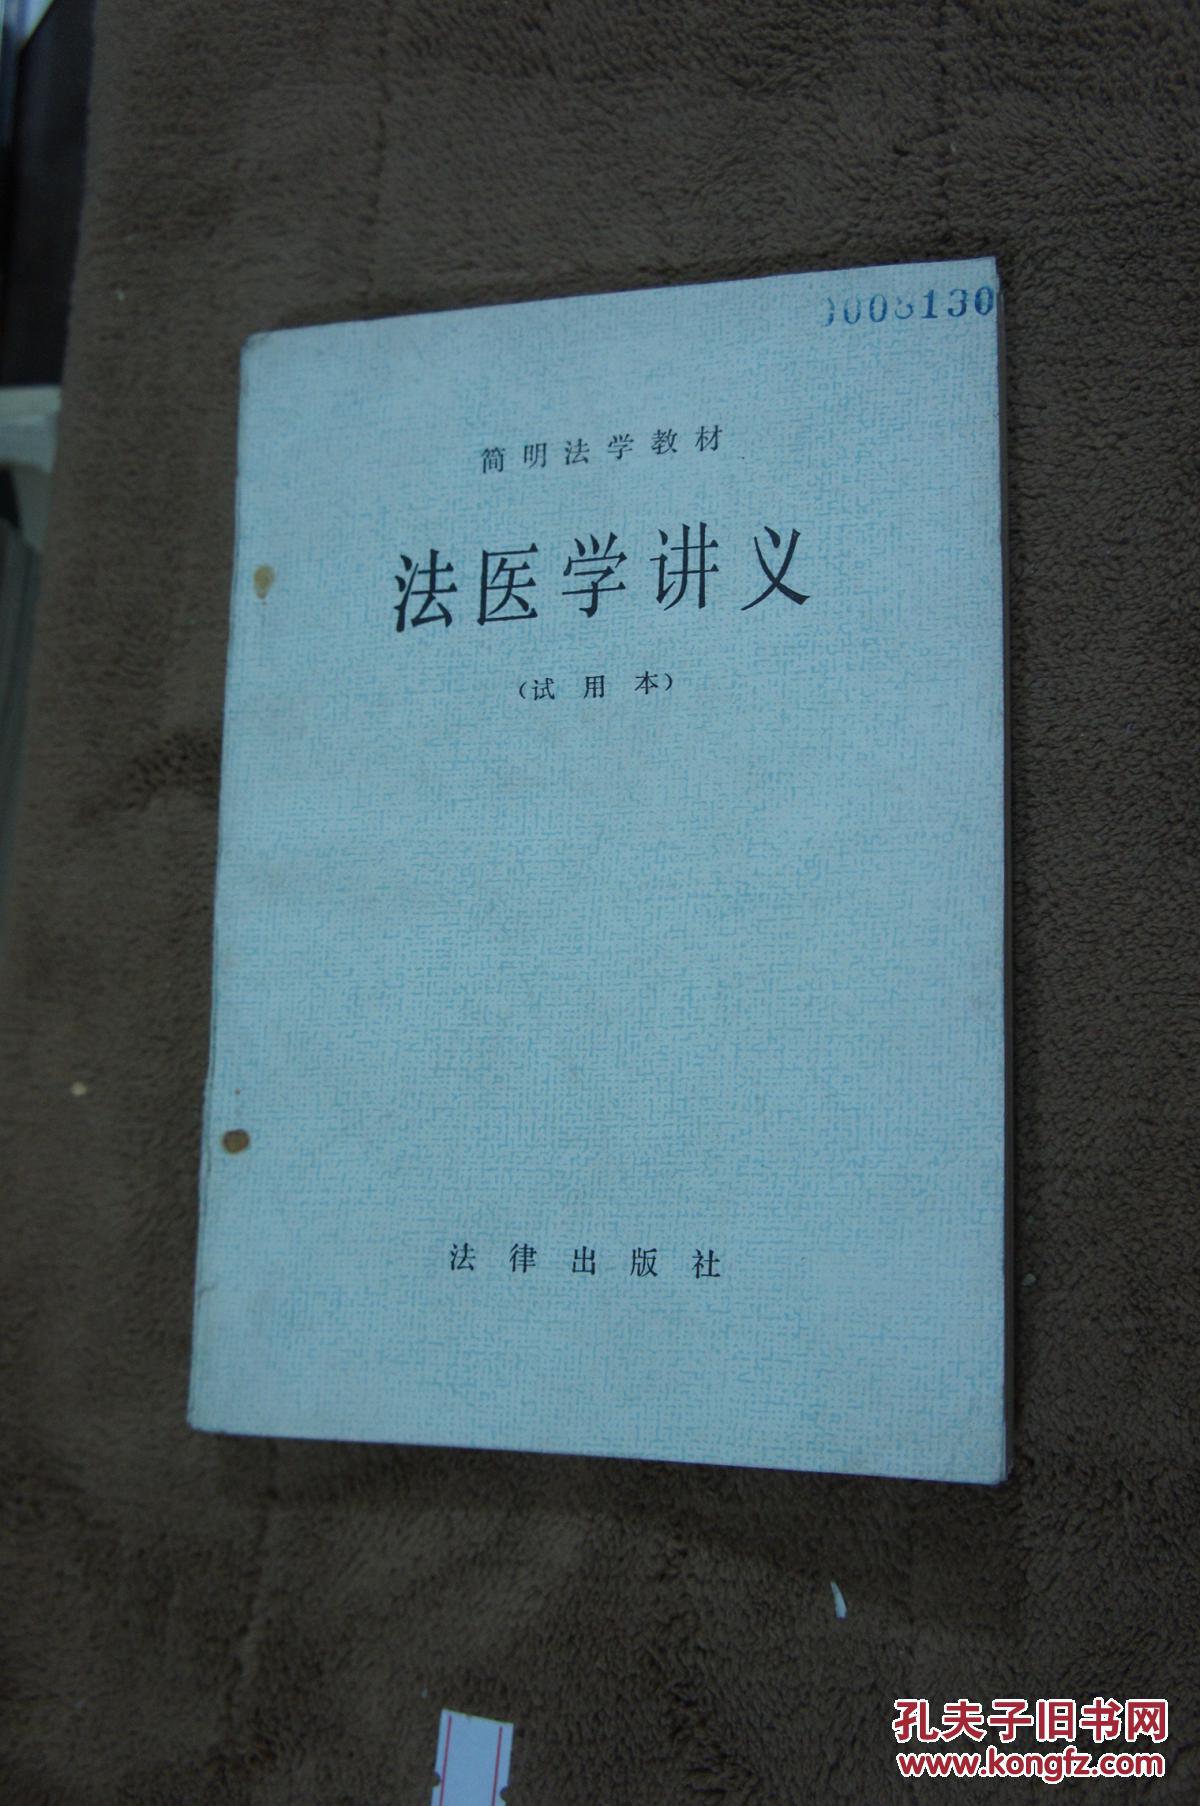 简明法学教材
法医学讲义
（试用本）
法律出版社
孔夫子旧书网
www.kongfz.com